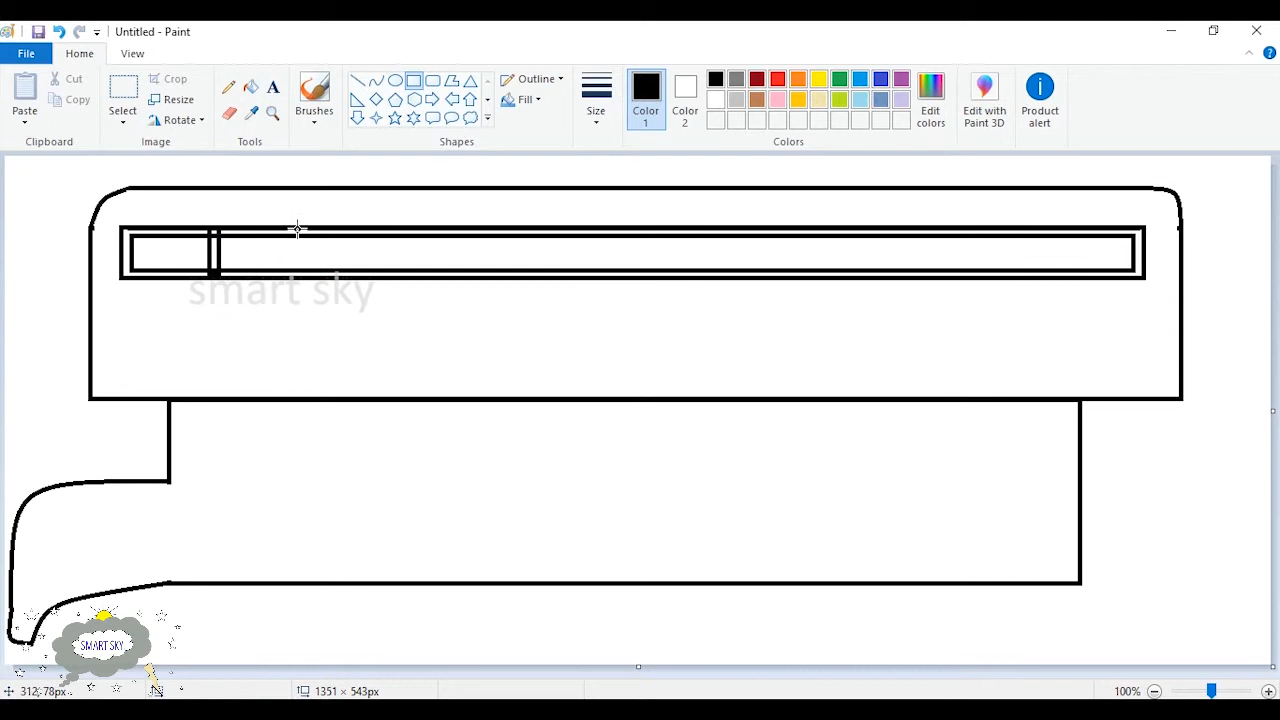 Untitled - Paint
File
Home
View
Paste
Cut
Copy
Clipboard
Select
Crop
Resize
Rotate
Image
Tools
Brushes
Shapes
Outline
Fill
Size
Color 1
Color 2
Edit colors
Edit with Paint 3D
Product alert
Colors
smart sky
SMART SKY
312, 78px
1351 × 543px
100%